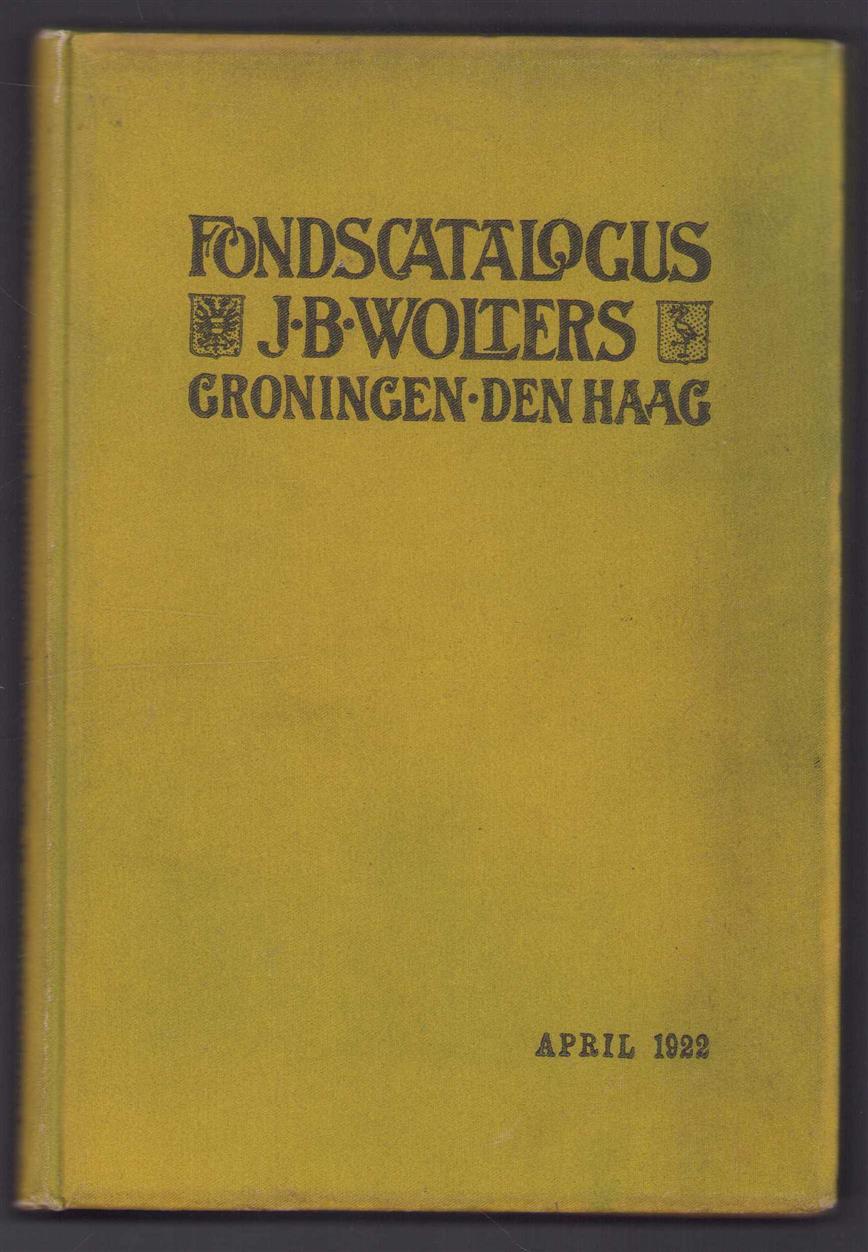 FONDSCATALOGUS
J·B·WOLTERS
GRONINGEN·DEN HAAG
APRIL 1922